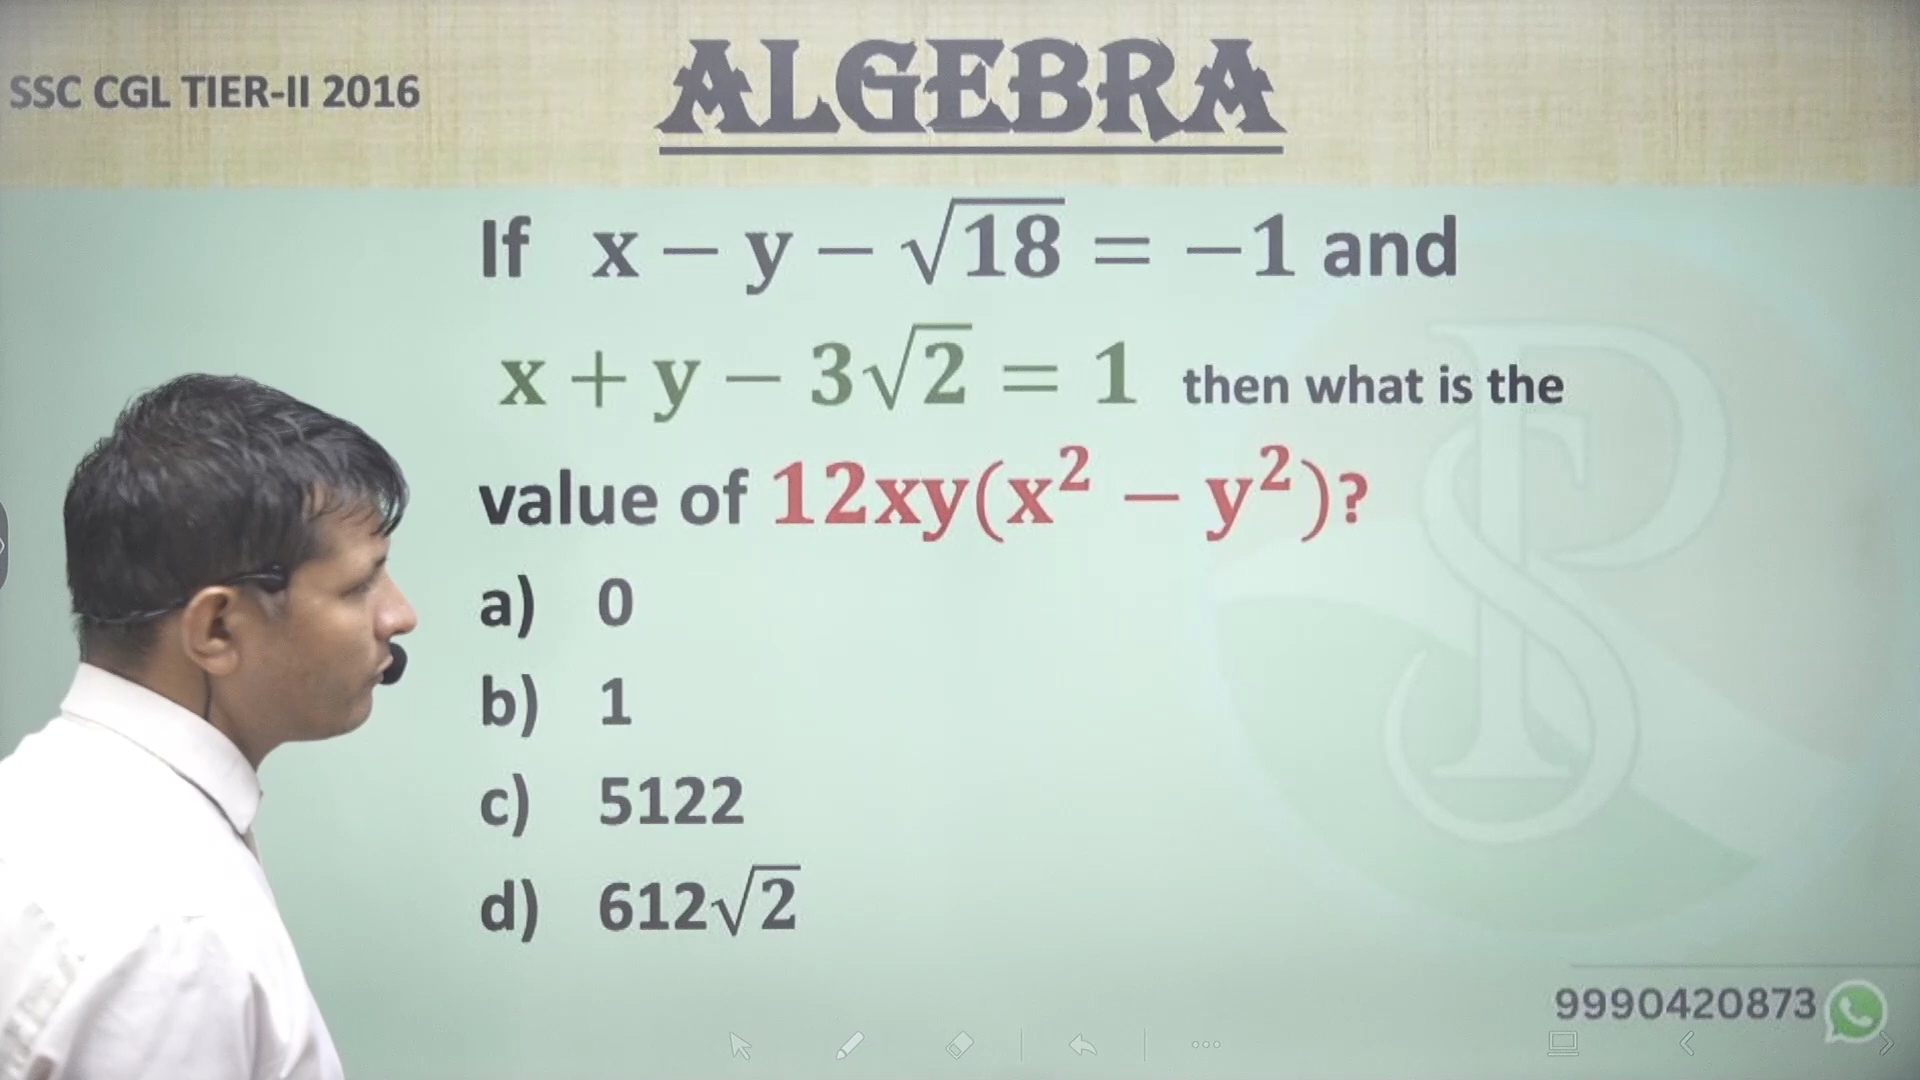 SSC CGL TIER-II 2016
ALGEBRA
If x − y − √18 = −1 and
x + y − 3√2 = 1 then what is the
value of 12xy(x² − y²)?
a) 0
b) 1
c) 5122
d) 612√2
9990420873